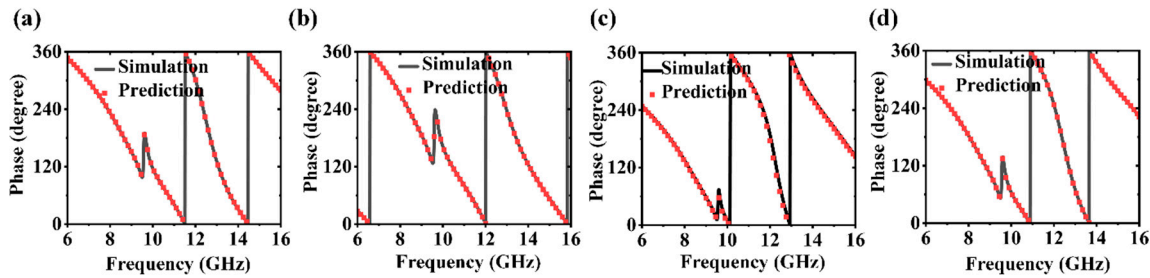 (a)
360
240
120
0
Phase (degree)
Simulation
Prediction
6 8 10 12 14 16
Frequency (GHz)
(b)
360
240
120
0
Phase (degree)
Simulation
Prediction
6 8 10 12 14 16
Frequency (GHz)
(c)
360
240
120
0
Phase (degree)
Simulation
Prediction
6 8 10 12 14 16
Frequency (GHz)
(d)
360
240
120
0
Phase (degree)
Simulation
Prediction
6 8 10 12 14 16
Frequency (GHz)